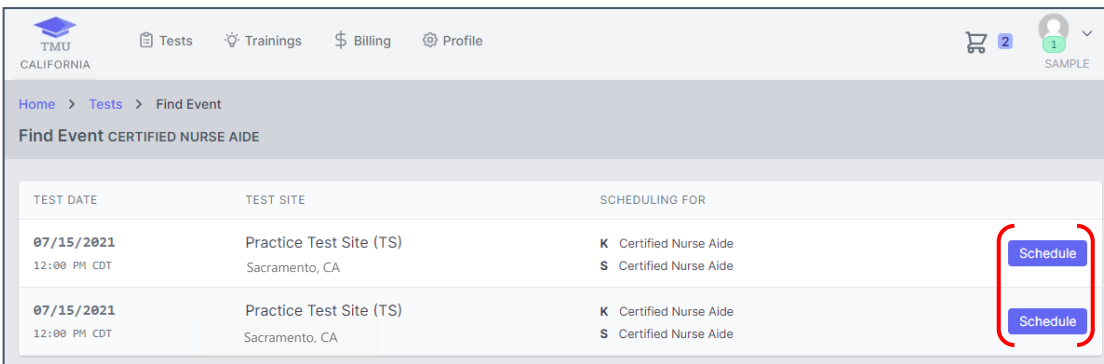 TMU
CALIFORNIA
Tests Trainings $ Billing Profile
2
1
SAMPLE
Home > Tests > Find Event
Find Event CERTIFIED NURSE AIDE
TEST DATE TEST SITE SCHEDULING FOR
07/15/2021 Practice Test Site (TS) K Certified Nurse Aide
12:00 PM CDT Sacramento, CA S Certified Nurse Aide
Schedule
07/15/2021 Practice Test Site (TS) K Certified Nurse Aide
12:00 PM CDT Sacramento, CA S Certified Nurse Aide
Schedule